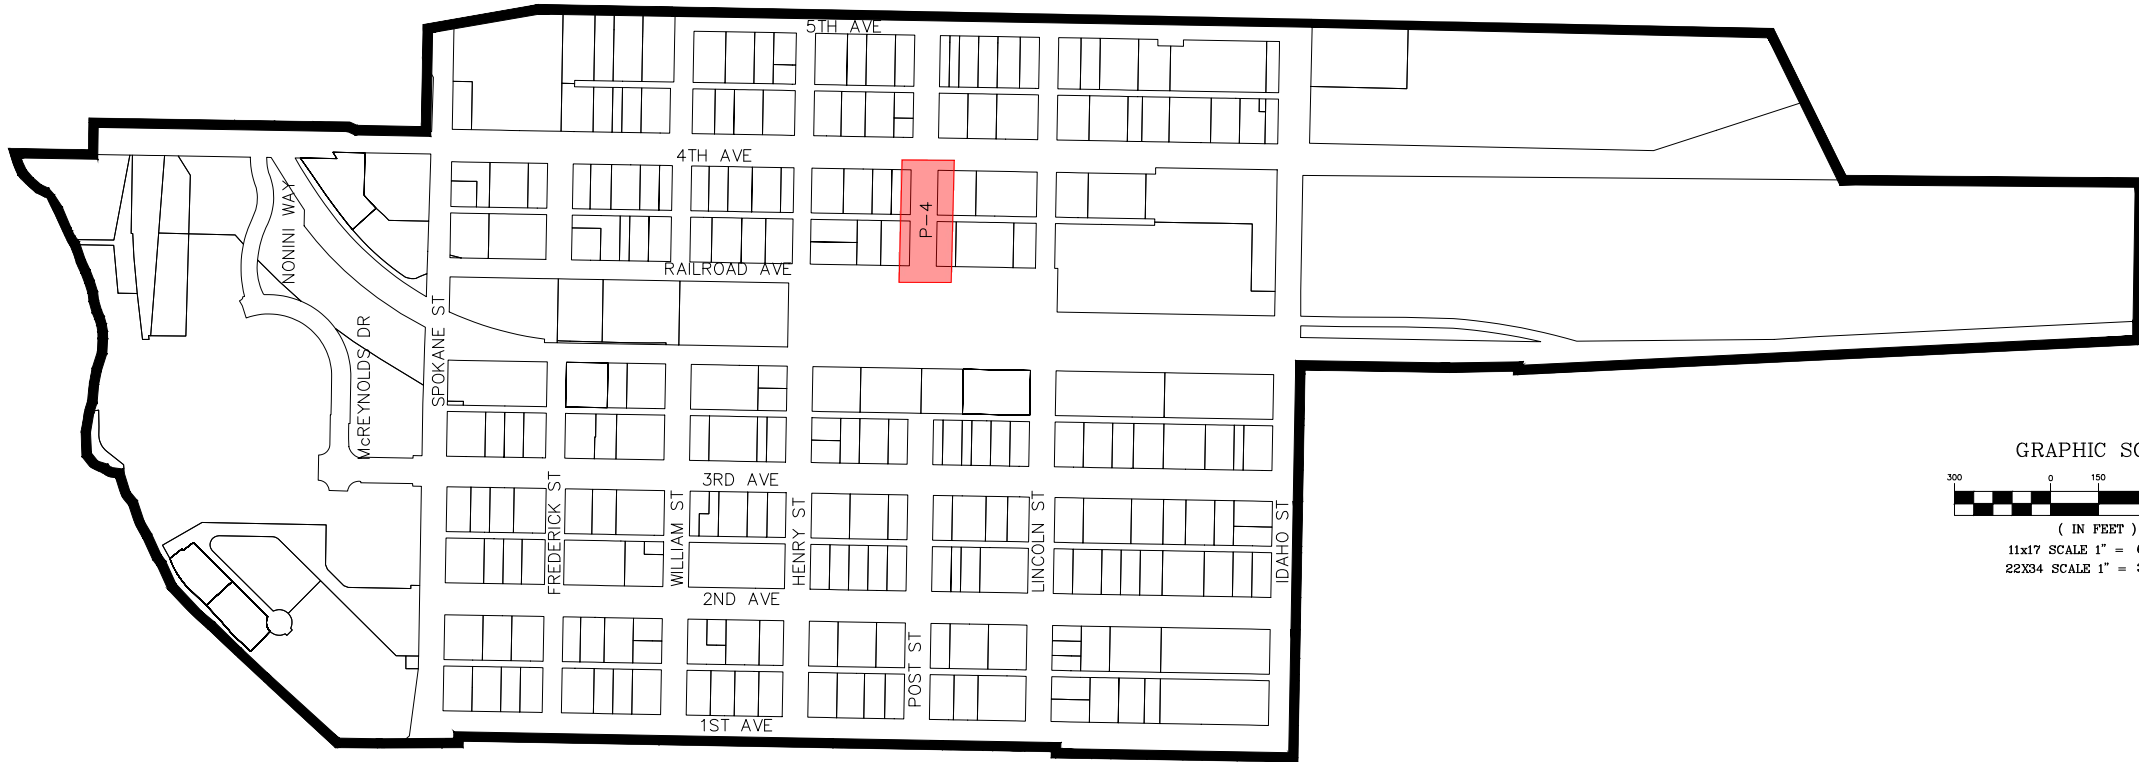 5TH AVE
4TH AVE
NONINI WAY
P-4
RAILROAD AVE
SPOKANE ST
McREYNOLDS DR
3RD AVE
FREDERICK ST
WILLIAM ST
HENRY ST
LINCOLN ST
IDAHO ST
2ND AVE
POST ST
1ST AVE
GRAPHIC SC
300 0 150
( IN FEET )
11x17 SCALE 1" =
22X34 SCALE 1" =